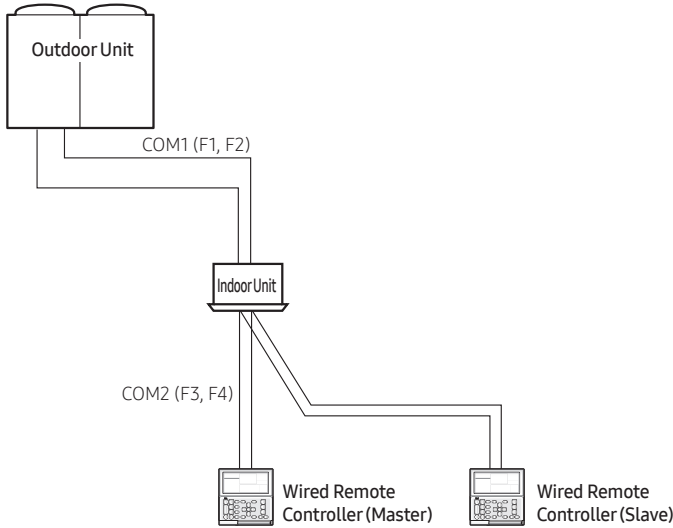 Outdoor Unit
COM1 (F1, F2)
Indoor Unit
COM2 (F3, F4)
Wired Remote
Controller (Master)
Wired Remote
Controller (Slave)